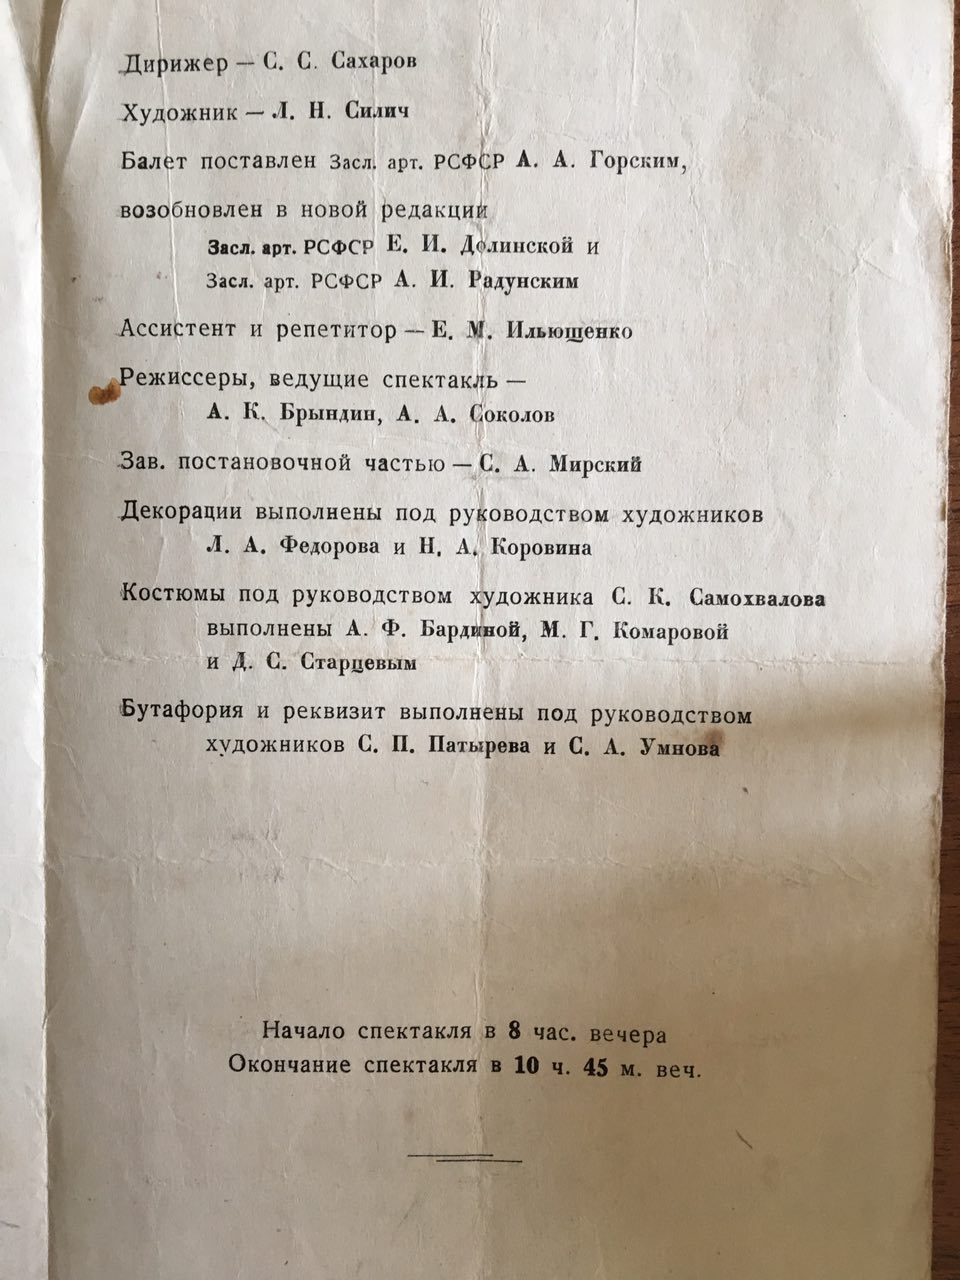 Дирижер — С. С. Сахаров
Художник — Л. Н. Силич
Балет поставлен Засл. арт. РСФСР А. А. Горским,
возобновлен в новой редакции
Засл. арт. РСФСР Е. И. Долинской и
Засл. арт. РСФСР А. И. Радунским
Ассистент и репетитор — Е. М. Ильющенко
Режиссеры, ведущие спектакль —
А. К. Брындин, А. А. Соколов
Зав. постановочной частью — С. А. Мирский
Декорации выполнены под руководством художников
Л. А. Федорова и Н. А. Коровина
Костюмы под руководством художника С. К. Самохвалова
выполнены А. Ф. Бардиной, М. Г. Комаровой
и Д. С. Старцевым
Бутафория и реквизит выполнены под руководством
художников С. П. Патырева и С. А. Умнова
Начало спектакля в 8 час. вечера
Окончание спектакля в 10 ч. 45 м. веч.